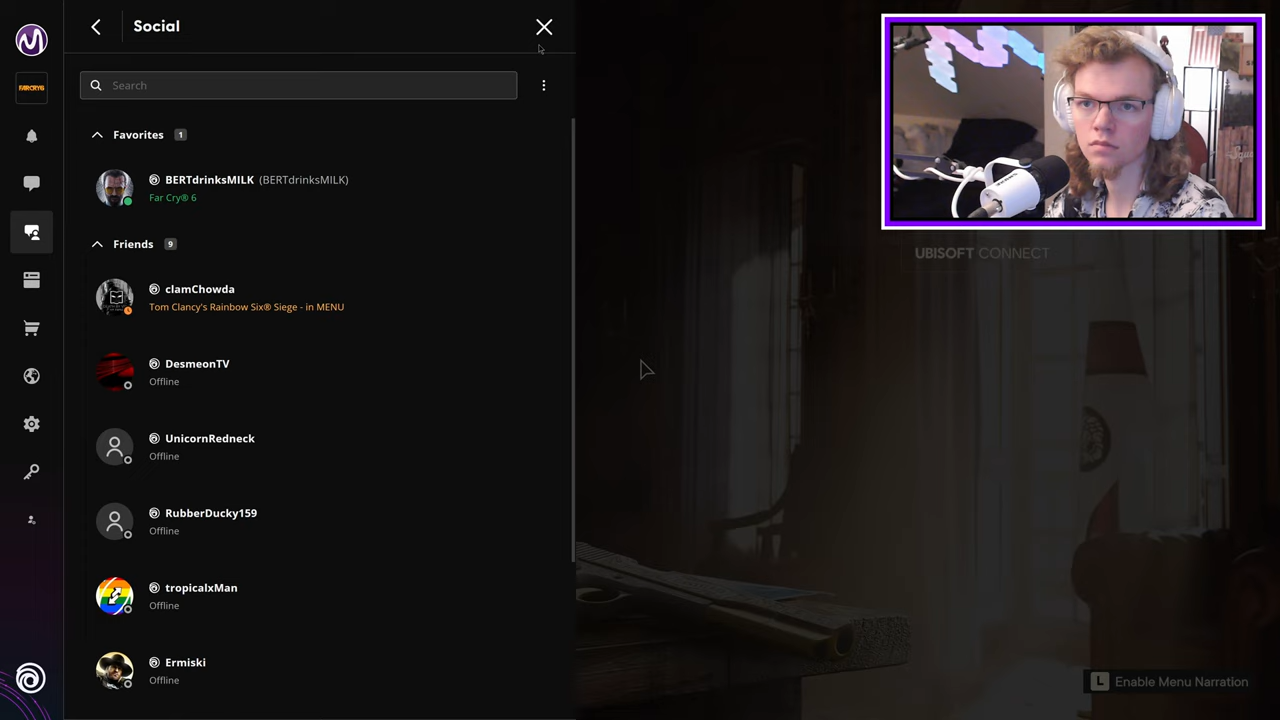 Social
FARCRY6
Search
Favorites 1
BERTdrinksMILK (BERTdrinksMILK)
Far Cry® 6
Friends 9
clamChowda
Tom Clancy's Rainbow Six® Siege - in MENU
DesmeonTV
Offline
UnicornRedneck
Offline
RubberDucky159
Offline
tropicalxMan
Offline
Ermiski
Offline
UBISOFT CONNECT
L Enable Menu Narration